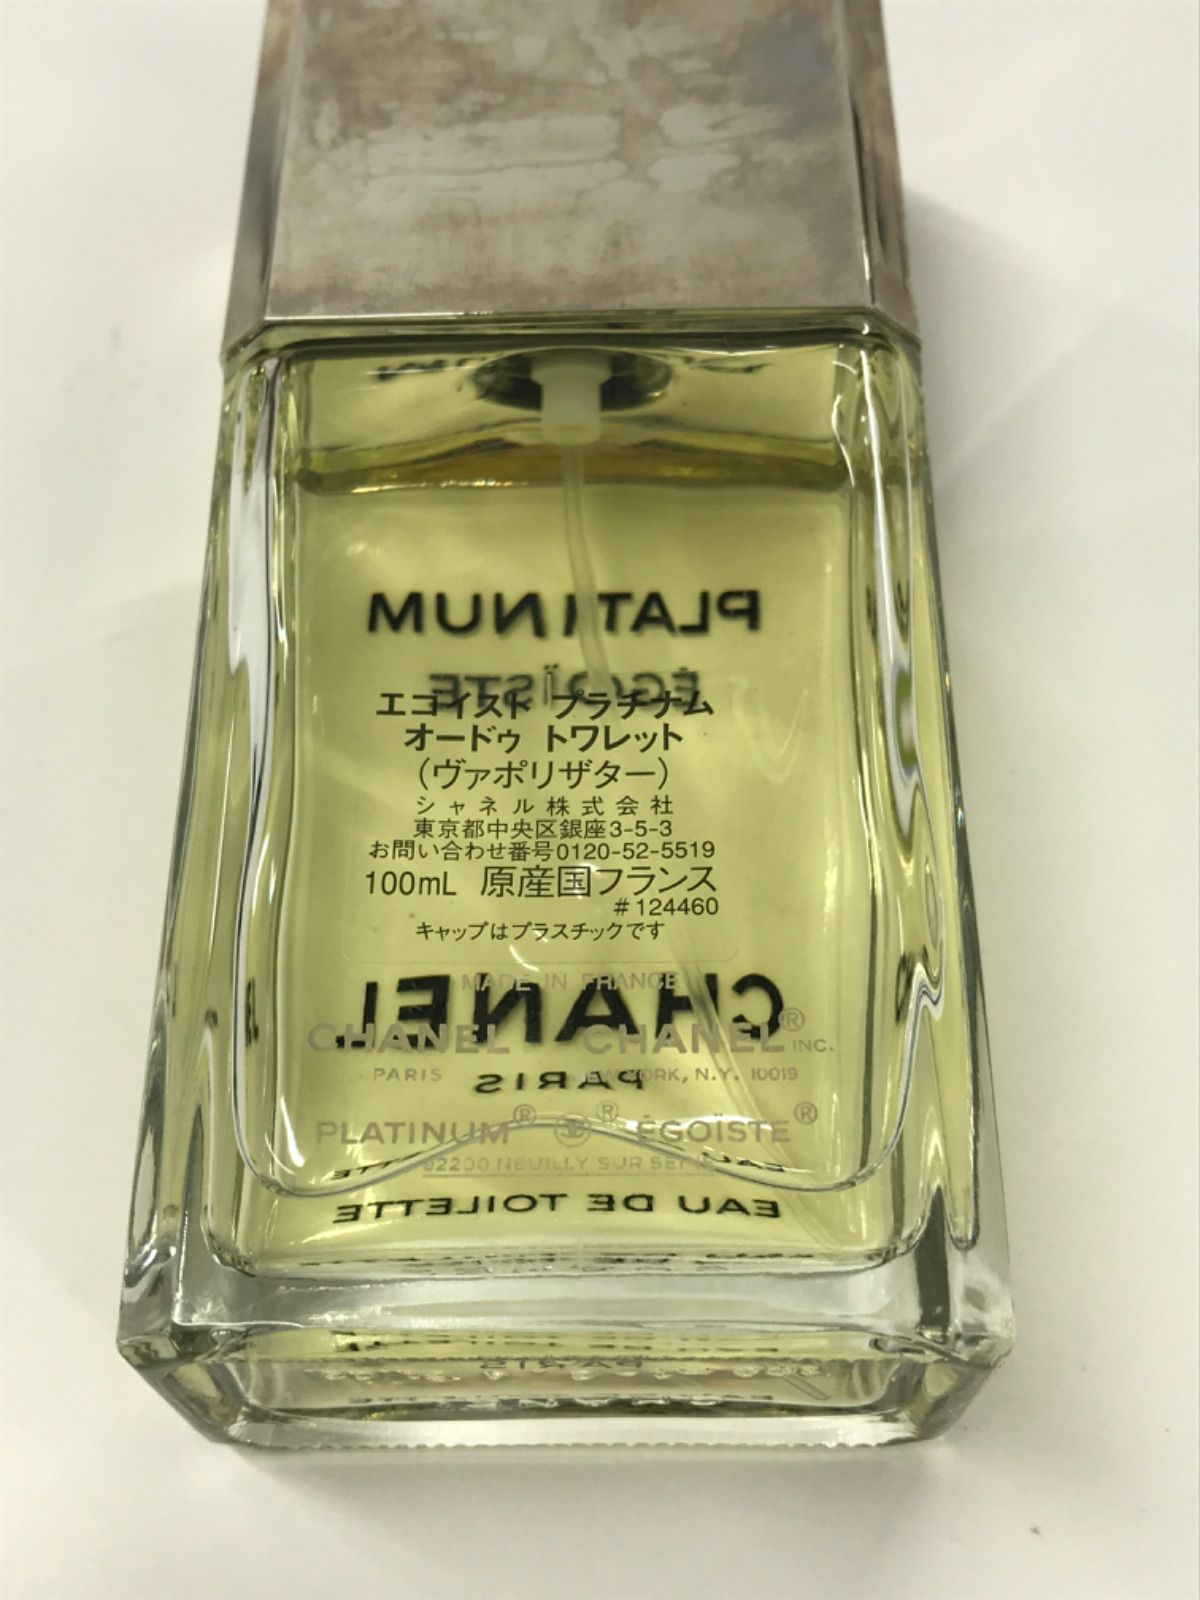 PLATINUM
ÉGOÏSTE
エゴイスト プラチナム
オードゥ トワレット
（ヴァポリザター）
シャネル株式会社
東京都中央区銀座3-5-3
お問い合わせ番号0120-52-5519
100mL 原産国フランス
#124460
キャップはプラスチックです
MADE IN FRANCE
CHANEL
CHANEL CHANEL® INC.
PARIS NEW YORK, N.Y. 10019
PARIS
PLATINUM® ® ÉGOÏSTE®
92200 NEUILLY SUR SEINE
EAU DE TOILETTE